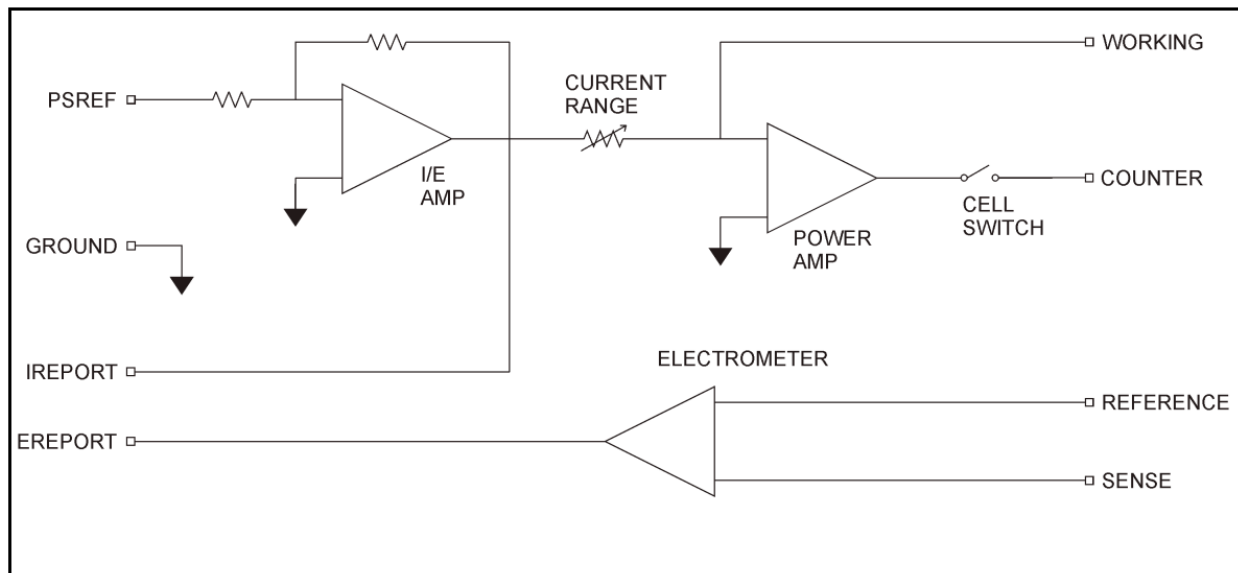 WORKING
CURRENT
RANGE
PSREF
I/E
AMP
COUNTER
CELL
SWITCH
POWER
AMP
GROUND
ELECTROMETER
IREPORT
REFERENCE
EREPORT
SENSE